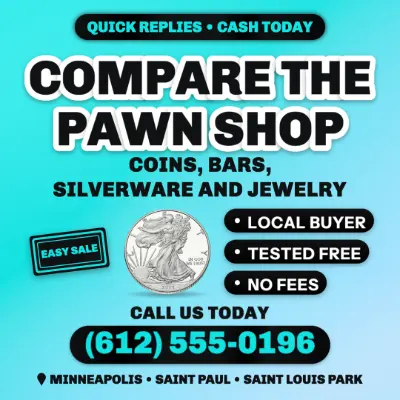 QUICK REPLIES • CASH TODAY
COMPARE THE
PAWN SHOP
COINS, BARS,
SILVERWARE AND JEWELRY
• LOCAL BUYER
EASY SALE
• TESTED FREE
• NO FEES
CALL US TODAY
(612) 555-0196
MINNEAPOLIS • SAINT PAUL • SAINT LOUIS PARK